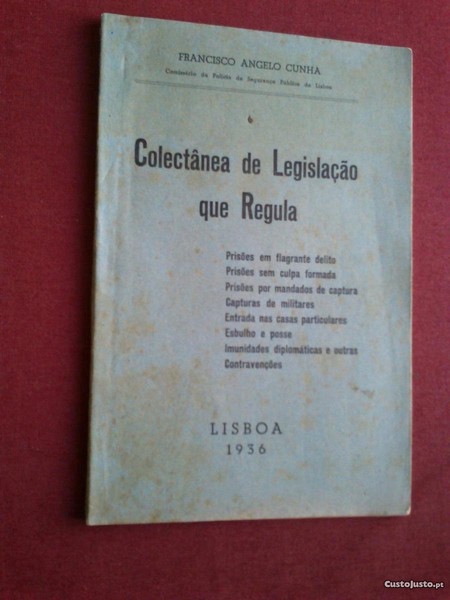 FRANCISCO ANGELO CUNHA
Comissário da Polícia de Segurança Pública de Lisboa
Colectânea de Legislação
que Regula
Prisões em flagrante delito
Prisões sem culpa formada
Prisões por mandados de captura
Capturas de militares
Entrada nas casas particulares
Esbulho e posse
Imunidades diplomáticas e outras
Contravenções
LISBOA
1936
CustoJusto.pt